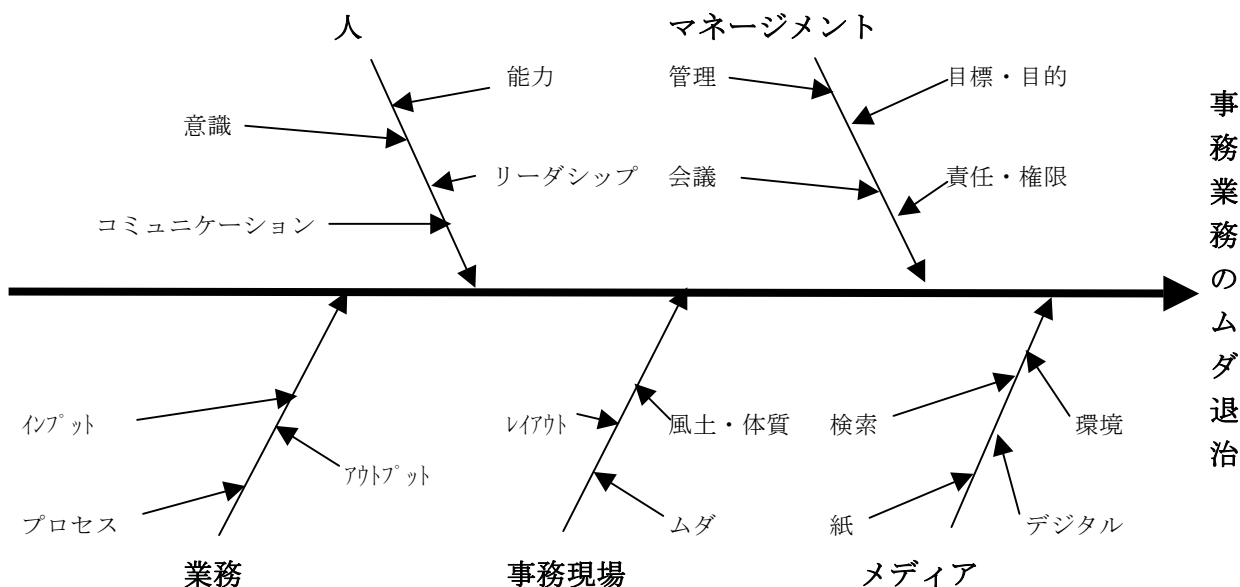 人
マネージメント
能力
管理
目標・目的
意識
リーダシップ
会議
責任・権限
コミュニケーション
事務業務のムダ退治
ｲﾝﾌﾟｯﾄ
ﾚｲｱｳﾄ
風土・体質
検索
環境
ｱｳﾄﾌﾟｯﾄ
プロセス
ムダ
紙
デジタル
業務
事務現場
メディア